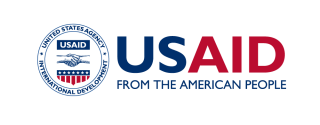 UNITED STATES AGENCY
USAID
INTERNATIONAL DEVELOPMENT
USAID
FROM THE AMERICAN PEOPLE